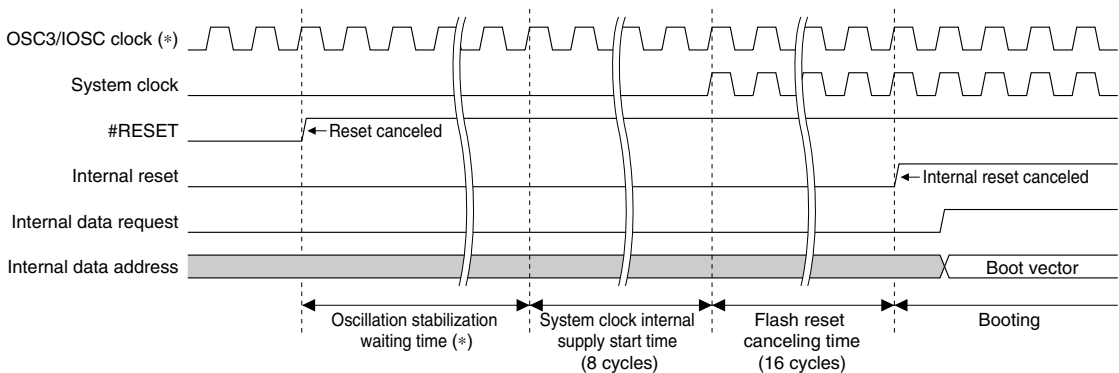 OSC3/IOSC clock (*)
System clock
#RESET
Reset canceled
Internal reset
Internal reset canceled
Internal data request
Internal data address
Boot vector
Oscillation stabilization
waiting time (*)
System clock internal
supply start time
(8 cycles)
Flash reset
canceling time
(16 cycles)
Booting